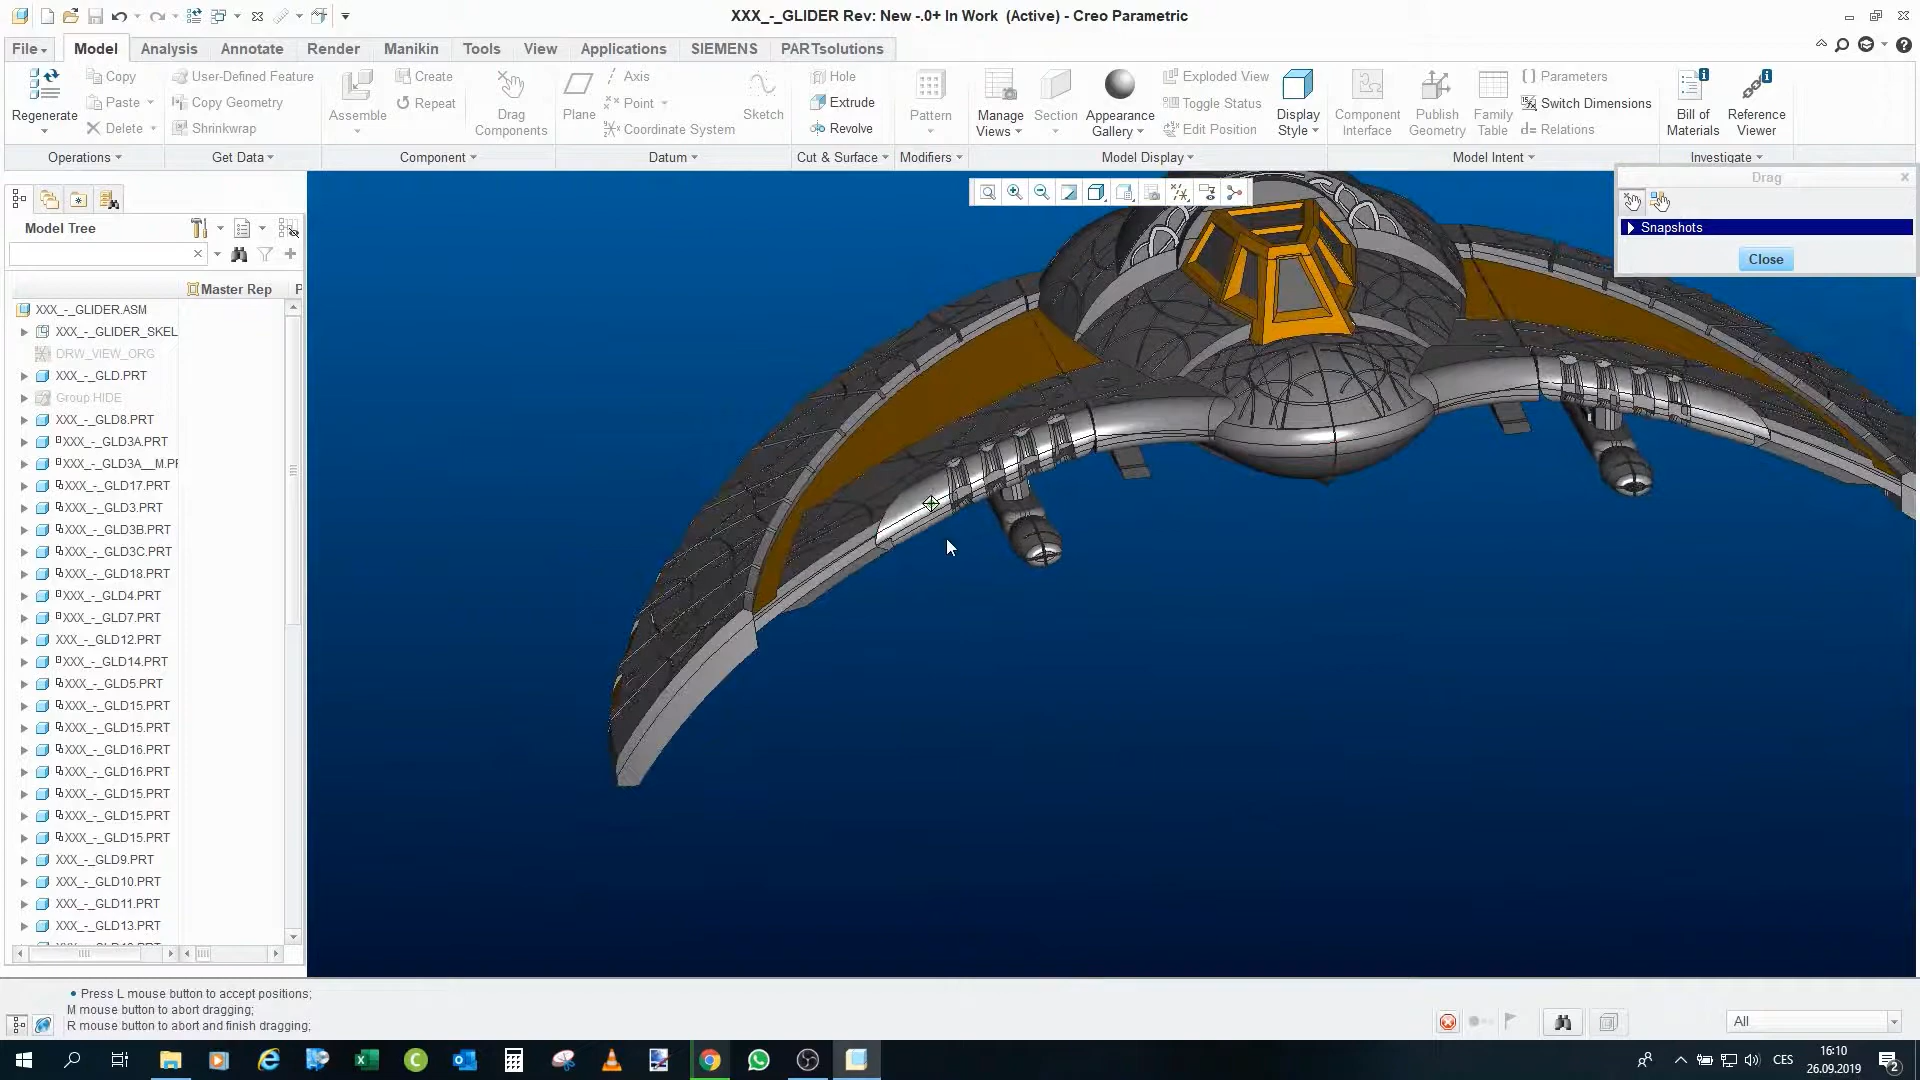 XXX_-_GLIDER Rev: New -.0+ In Work (Active) - Creo Parametric
File Model Analysis Annotate Render Manikin Tools View Applications SIEMENS PARTsolutions
Regenerate
Copy
Paste
Delete
User-Defined Feature
Copy Geometry
Shrinkwrap
Assemble
Create
Repeat
Drag
Components
Plane
Axis
Point
Coordinate System
Sketch
Hole
Extrude
Revolve
Pattern
Manage
Views
Section
Appearance
Gallery
Exploded View
Toggle Status
Edit Position
Display
Style
Component
Interface
Publish
Geometry
Family
Table
Parameters
Switch Dimensions
Relations
Bill of
Materials
Reference
Viewer
Operations Get Data Component Datum Cut & Surface Modifiers Model Display Model Intent Investigate
Drag
Snapshots
Close
Model Tree
Master Rep P
XXX_-_GLIDER.ASM
XXX_-_GLIDER_SKEL
DRW_VIEW_ORG
XXX_-_GLD.PRT
Group HIDE
XXX_-_GLD8.PRT
XXX_-_GLD3A.PRT
XXX_-_GLD3A__M.PR
XXX_-_GLD17.PRT
XXX_-_GLD3.PRT
XXX_-_GLD3B.PRT
XXX_-_GLD3C.PRT
XXX_-_GLD18.PRT
XXX_-_GLD4.PRT
XXX_-_GLD7.PRT
XXX_-_GLD12.PRT
XXX_-_GLD14.PRT
XXX_-_GLD5.PRT
XXX_-_GLD15.PRT
XXX_-_GLD15.PRT
XXX_-_GLD16.PRT
XXX_-_GLD16.PRT
XXX_-_GLD15.PRT
XXX_-_GLD15.PRT
XXX_-_GLD15.PRT
XXX_-_GLD9.PRT
XXX_-_GLD10.PRT
XXX_-_GLD11.PRT
XXX_-_GLD13.PRT
• Press L mouse button to accept positions;
M mouse button to abort dragging;
R mouse button to abort and finish dragging;
All
CES
16:10
26.09.2019
2